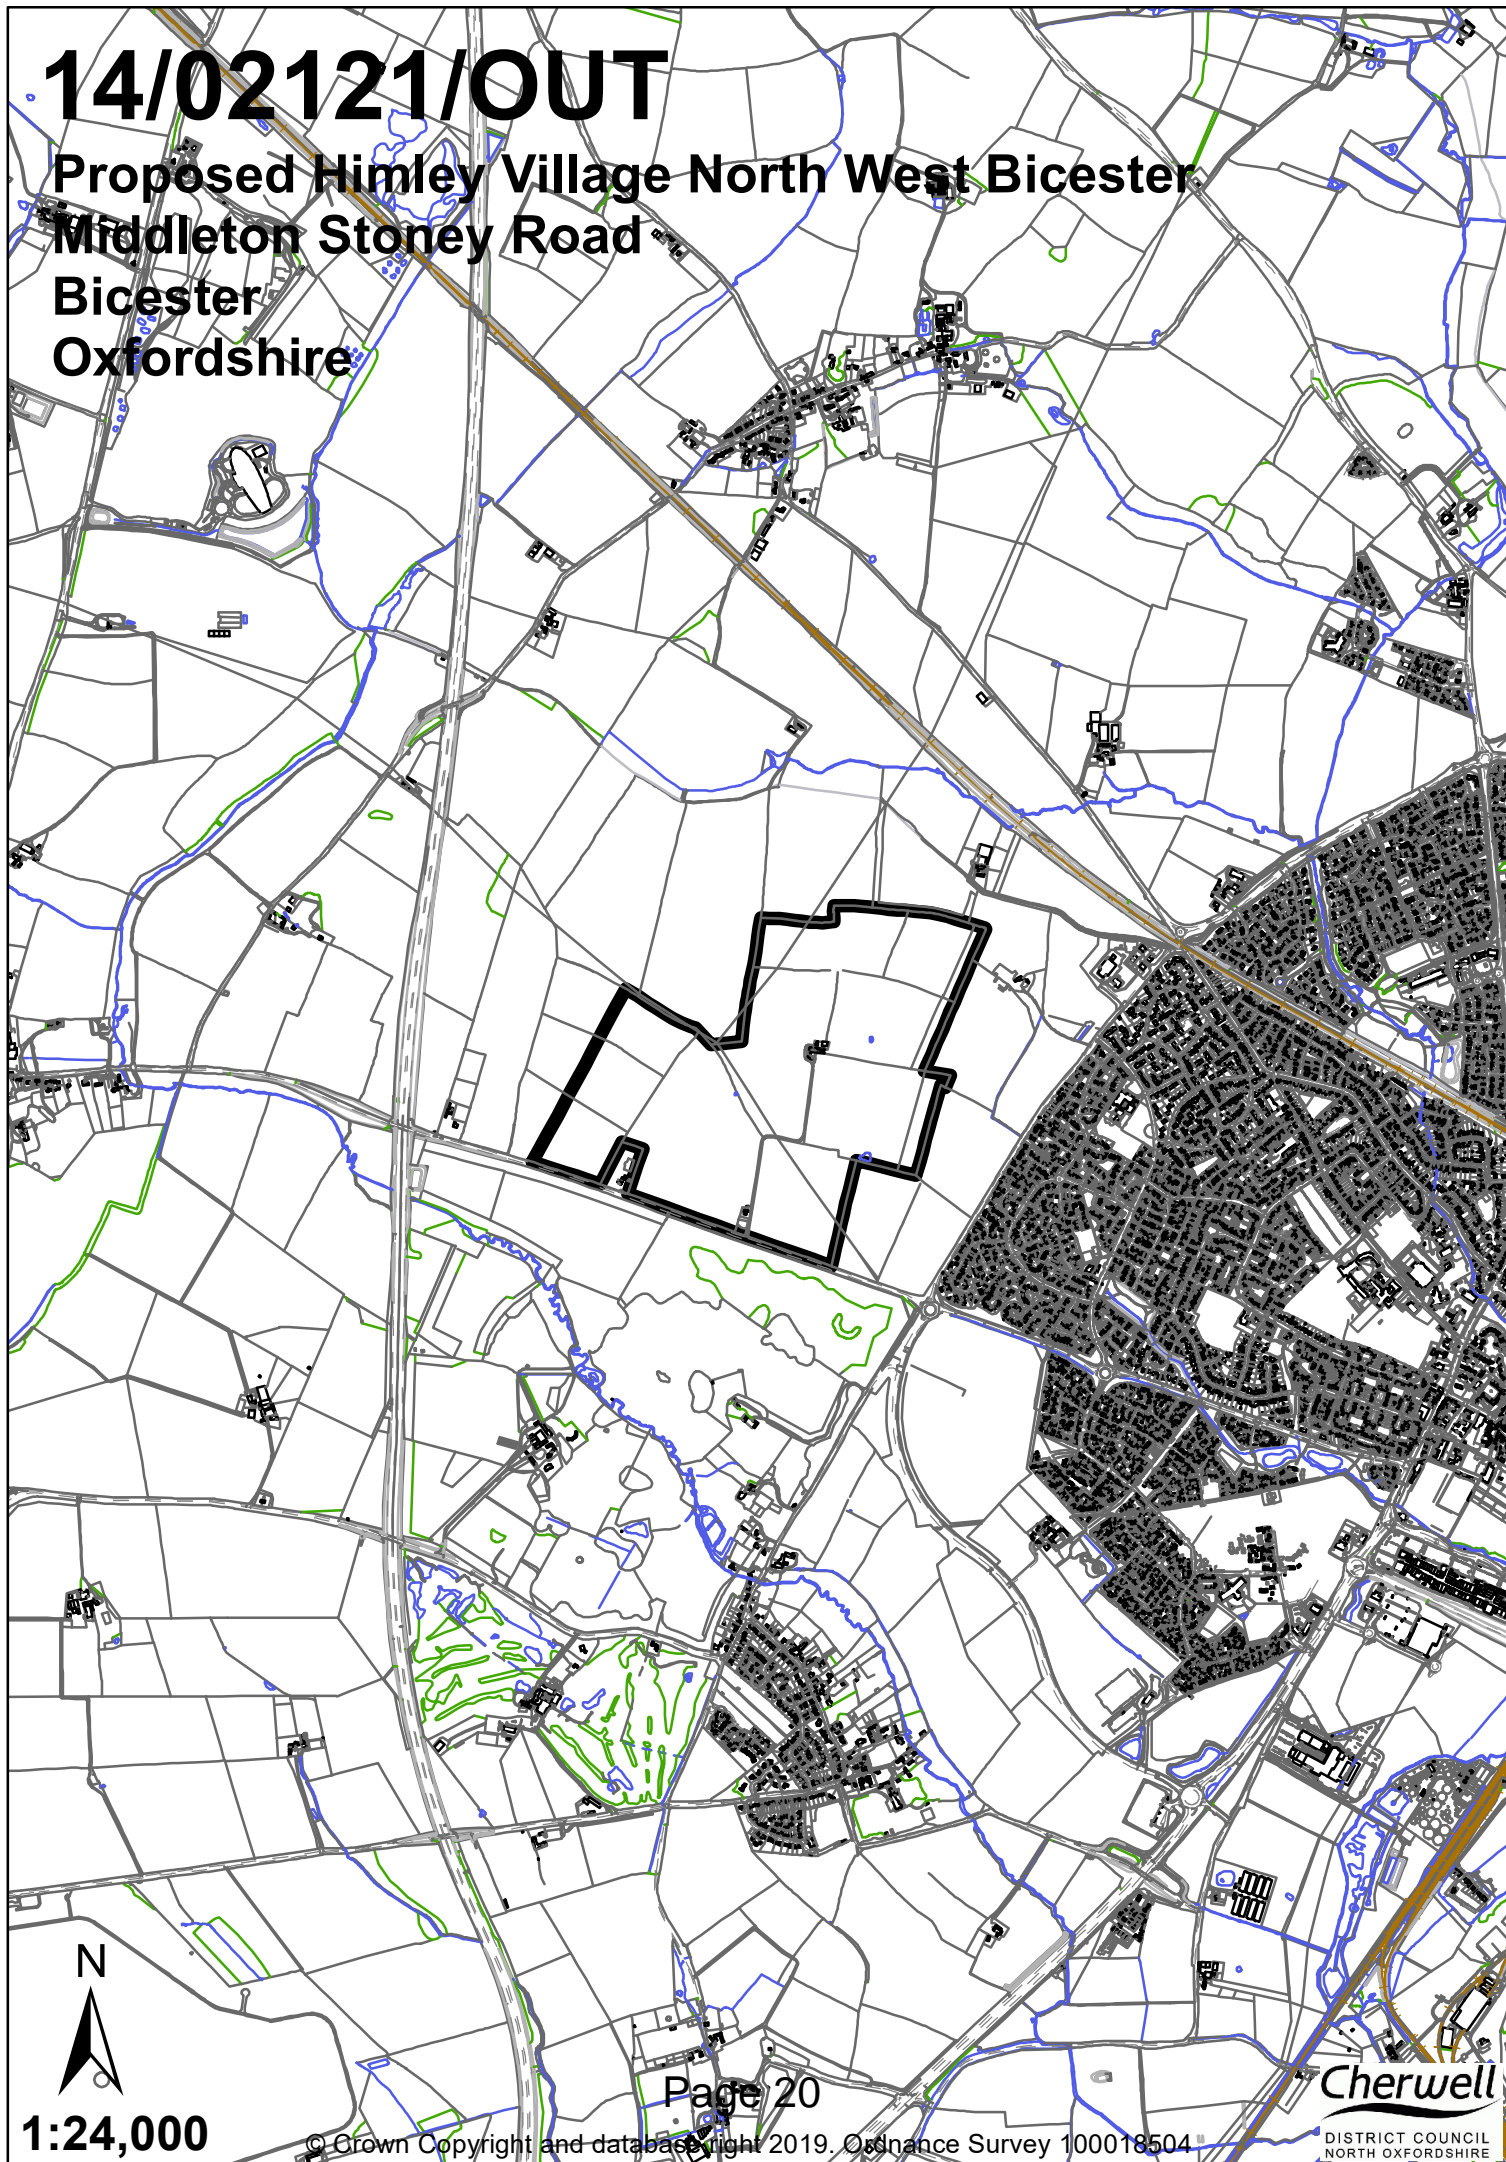 14/02121/OUT
Proposed Himley Village North West Bicester
Middleton Stoney Road
Bicester
Oxfordshire
N
1:24,000
Page 20
© Crown Copyright and database right 2019. Ordnance Survey 100018504
Cherwell
DISTRICT COUNCIL
NORTH OXFORDSHIRE